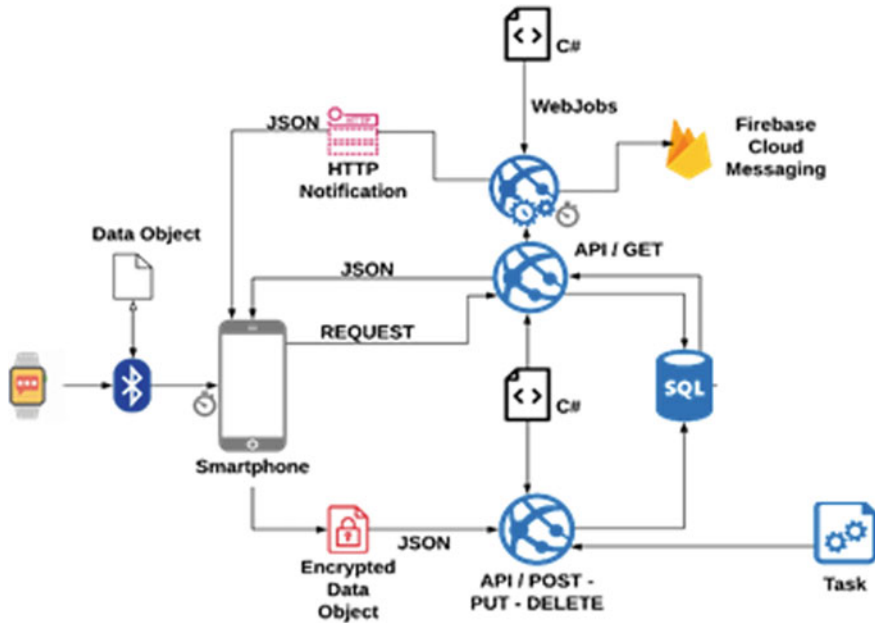 C#
WebJobs
JSON
HTTP
HTTP
Notification
Firebase
Cloud
Messaging
Data Object
API / GET
JSON
REQUEST
SQL
C#
Smartphone
JSON
Encrypted
Data
Object
API / POST -
PUT - DELETE
Task